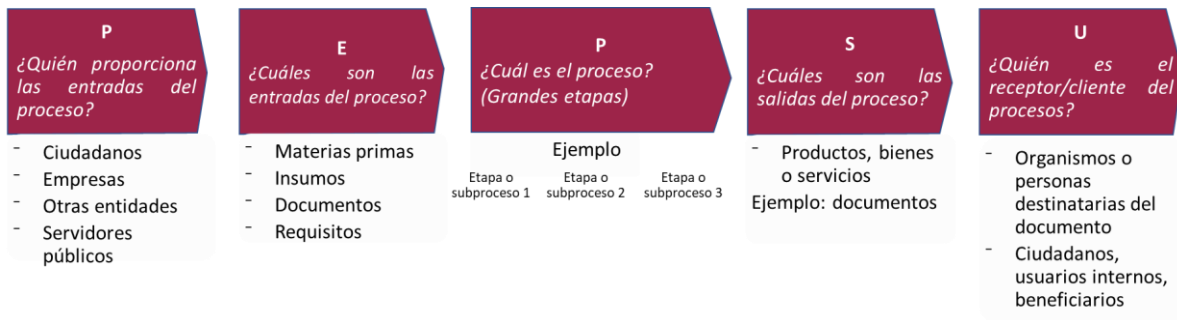 P
¿Quién proporciona
las entradas del
proceso?
- Ciudadanos
- Empresas
- Otras entidades
- Servidores
públicos
E
¿Cuáles son las
entradas del proceso?
- Materias primas
- Insumos
- Documentos
- Requisitos
P
¿Cuál es el proceso?
(Grandes etapas)
Ejemplo
Etapa o
subproceso 1
Etapa o
subproceso 2
Etapa o
subproceso 3
S
¿Cuáles son las
salidas del proceso?
- Productos, bienes
o servicios
Ejemplo: documentos
U
¿Quién es el
receptor/cliente del
procesos?
- Organismos o
personas
destinatarias del
documento
- Ciudadanos,
usuarios internos,
beneficiarios